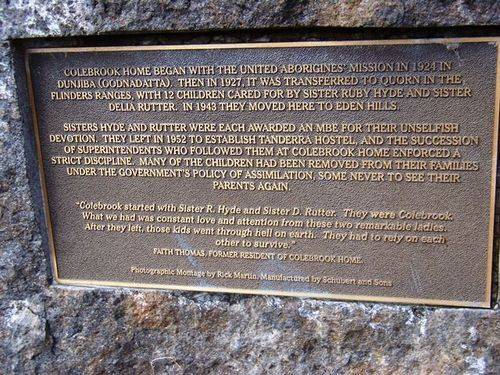 COLEBROOK HOME BEGAN WITH THE UNITED ABORIGINES' MISSION IN 1924 IN
DUNJIBA (OODNADATTA). THEN IN 1927, IT WAS TRANSFERRED TO QUORN IN THE
FLINDERS RANGES, WITH 12 CHILDREN CARED FOR BY SISTER RUBY HYDE AND SISTER
DELIA RUTTER. IN 1943 THEY MOVED HERE TO EDEN HILLS.
SISTERS HYDE AND RUTTER WERE EACH AWARDED AN MBE FOR THEIR UNSELFISH
DEVOTION. THEY LEFT IN 1952 TO ESTABLISH TANDERRA HOSTEL, AND THE SUCCESSION
OF SUPERINTENDENTS WHO FOLLOWED THEM AT COLEBROOK HOME ENFORCED A
STRICT DISCIPLINE. MANY OF THE CHILDREN HAD BEEN REMOVED FROM THEIR FAMILIES
UNDER THE GOVERNMENT'S POLICY OF ASSIMILATION, SOME NEVER TO SEE THEIR
PARENTS AGAIN.
"Colebrook started with Sister R. Hyde and Sister D. Rutter. They were Colebrook.
What we had was constant love and attention from these two remarkable ladies.
After they left, those kids went through hell on earth. They had to rely on each
other to survive."
FAITH THOMAS, FORMER RESIDENT OF COLEBROOK HOME.
Photographic Montage by Rick Martin. Manufactured by Schubert and Sons